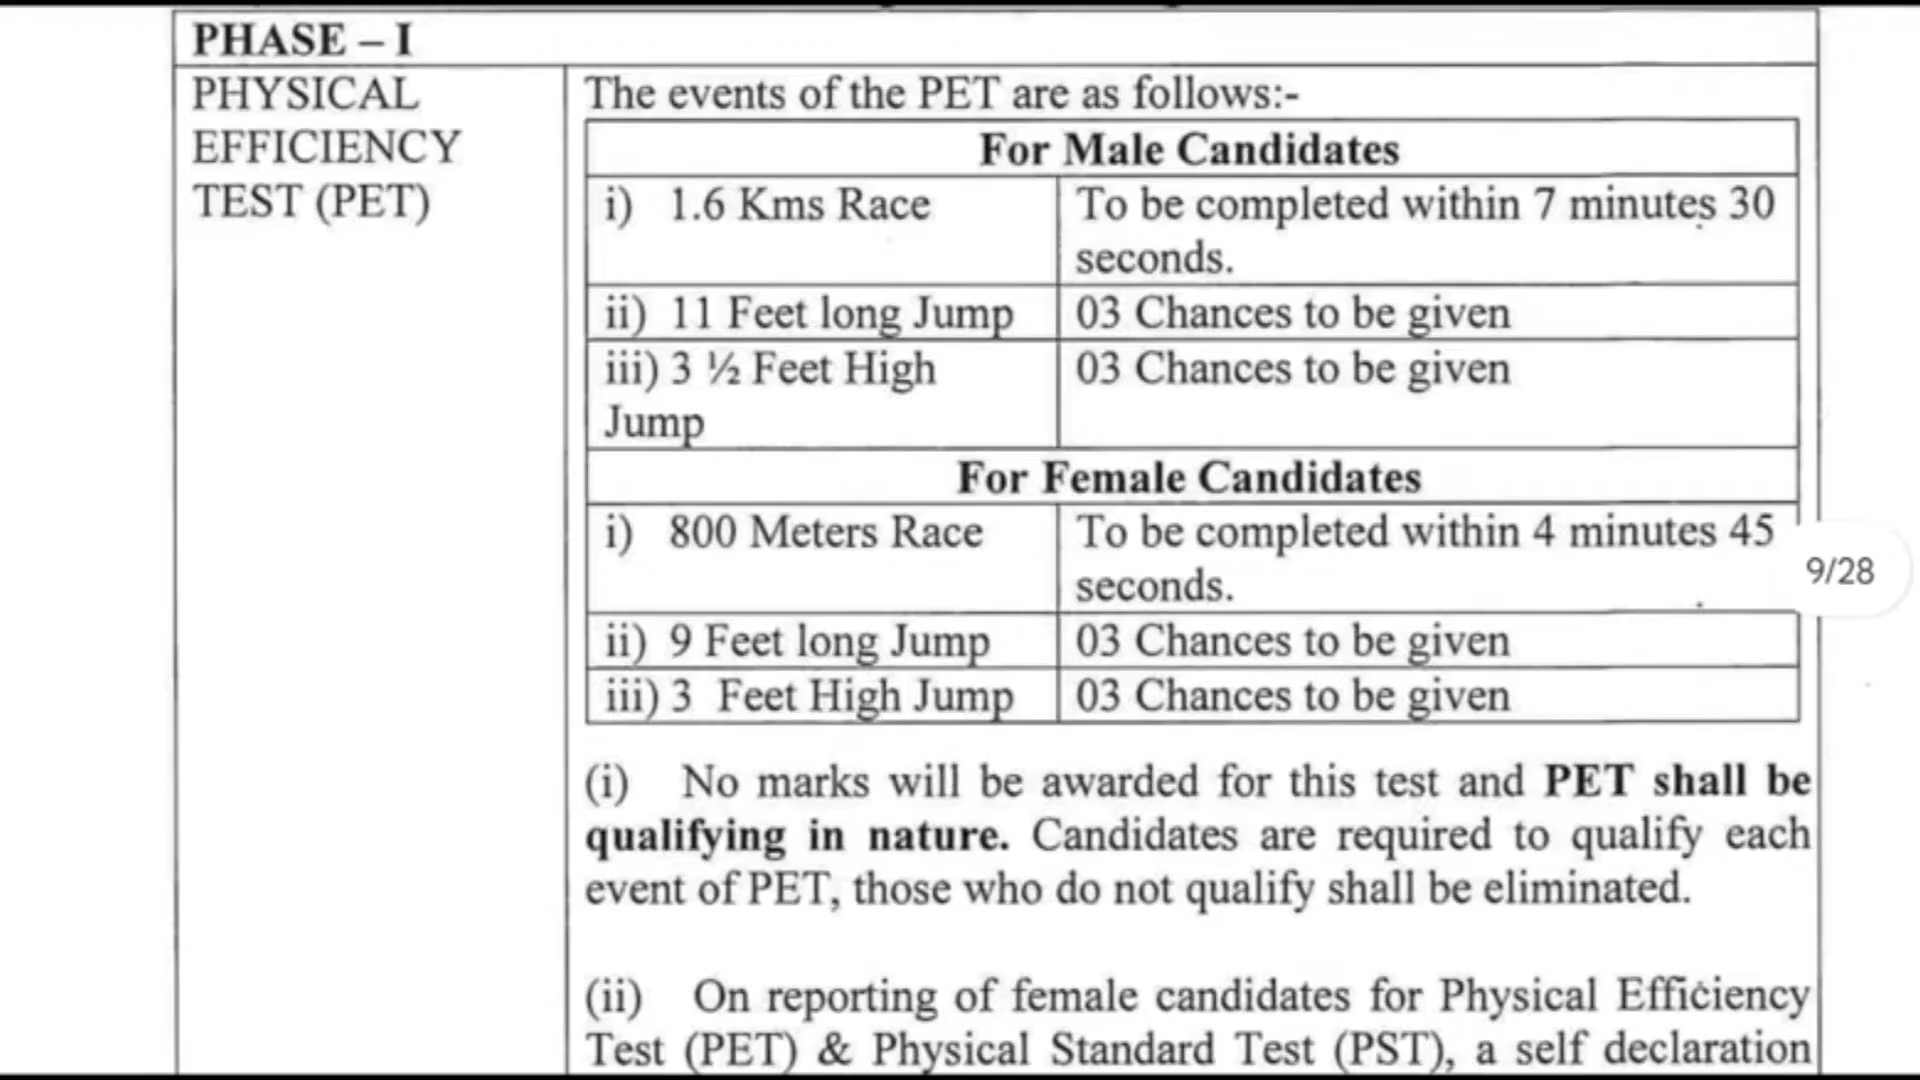 PHASE – I
PHYSICAL
EFFICIENCY
TEST (PET)
The events of the PET are as follows:-
For Male Candidates
i) 1.6 Kms Race
To be completed within 7 minutes 30
seconds.
ii) 11 Feet long Jump
03 Chances to be given
iii) 3 ½ Feet High
Jump
03 Chances to be given
For Female Candidates
i) 800 Meters Race
To be completed within 4 minutes 45
seconds.
ii) 9 Feet long Jump
03 Chances to be given
iii) 3 Feet High Jump
03 Chances to be given
(i) No marks will be awarded for this test and PET shall be
qualifying in nature. Candidates are required to qualify each
event of PET, those who do not qualify shall be eliminated.
(ii) On reporting of female candidates for Physical Efficiency
Test (PET) & Physical Standard Test (PST), a self declaration
9/28